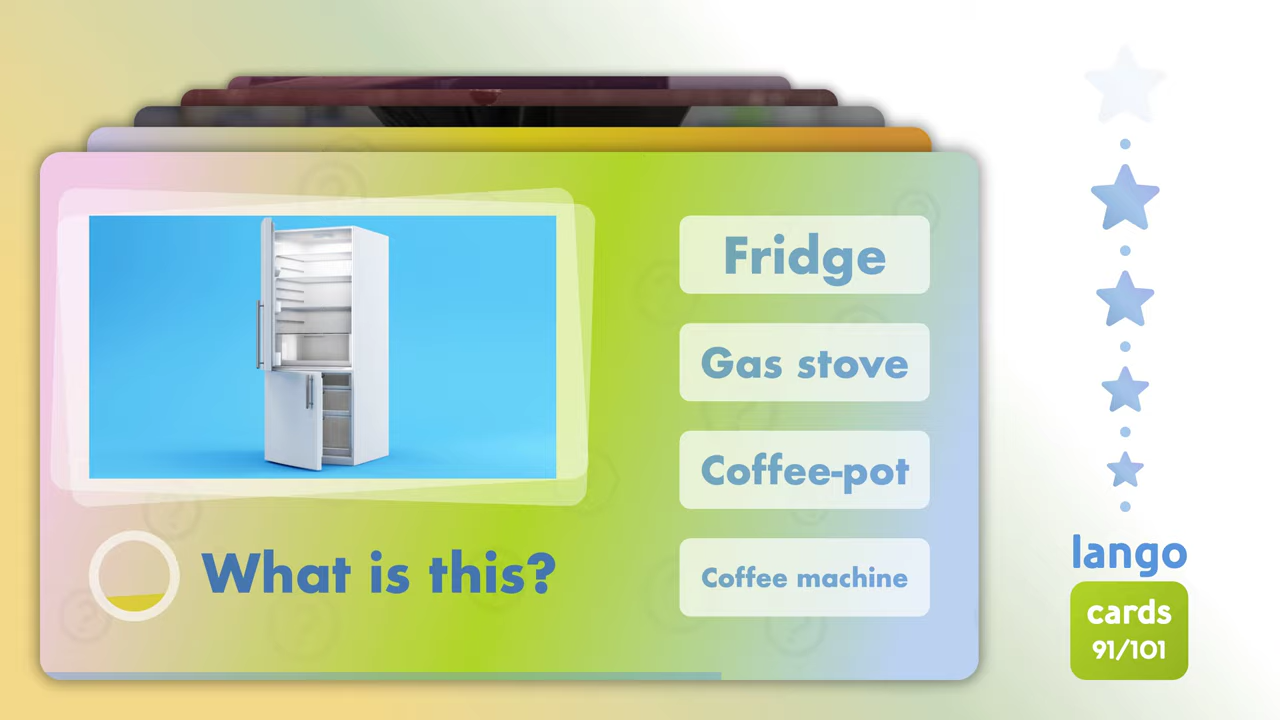 Fridge
Gas stove
Coffee-pot
Coffee machine
What is this?
lango
cards
91/101